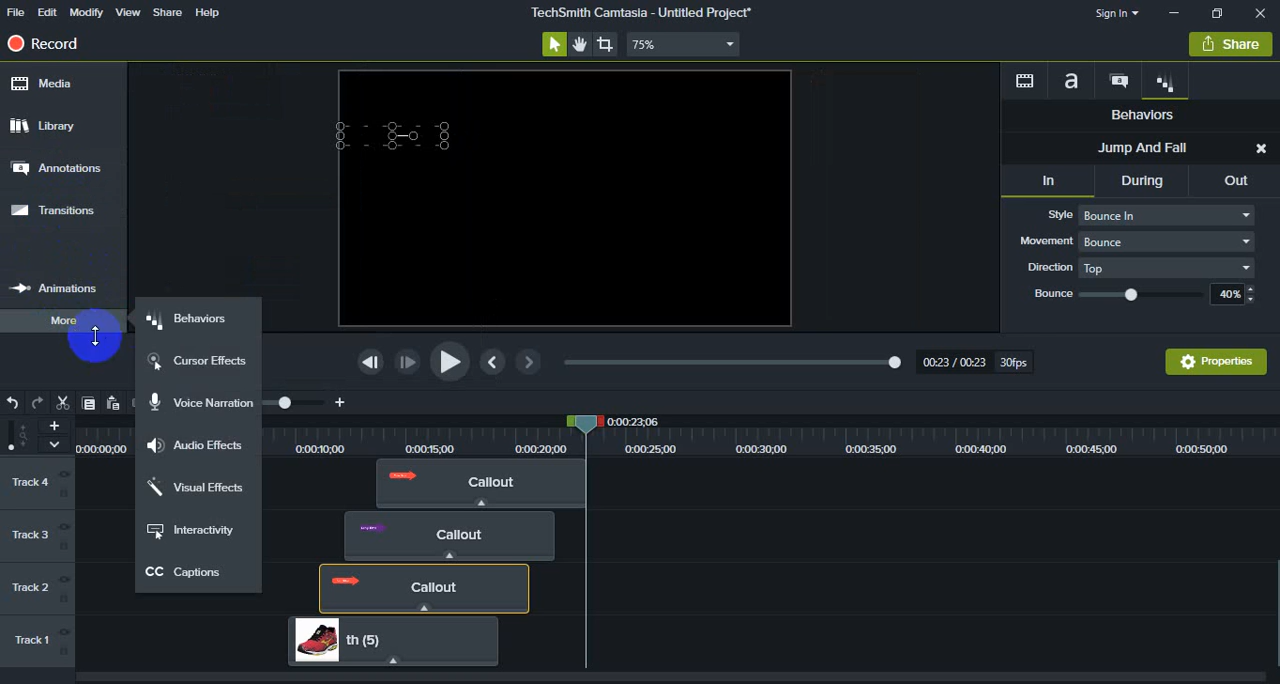 File Edit Modify View Share Help
TechSmith Camtasia - Untitled Project*
Sign In
Record
75%
Share
Media
Library
Annotations
Transitions
Animations
More
Behaviors
Cursor Effects
Voice Narration
Audio Effects
Visual Effects
Interactivity
CC Captions
a
a
Behaviors
Jump And Fall
In During Out
Style Bounce In
Movement Bounce
Direction Top
Bounce 40%
00:23 / 00:23 30fps
Properties
0:00:23;06
0:00:00;00 0:00:10;00 0:00:15;00 0:00:20;00 0:00:25;00 0:00:30;00 0:00:35;00 0:00:40;00 0:00:45;00 0:00:50;00
Track 4 Callout
Track 3 Callout
Track 2 Callout
Track 1 th (5)